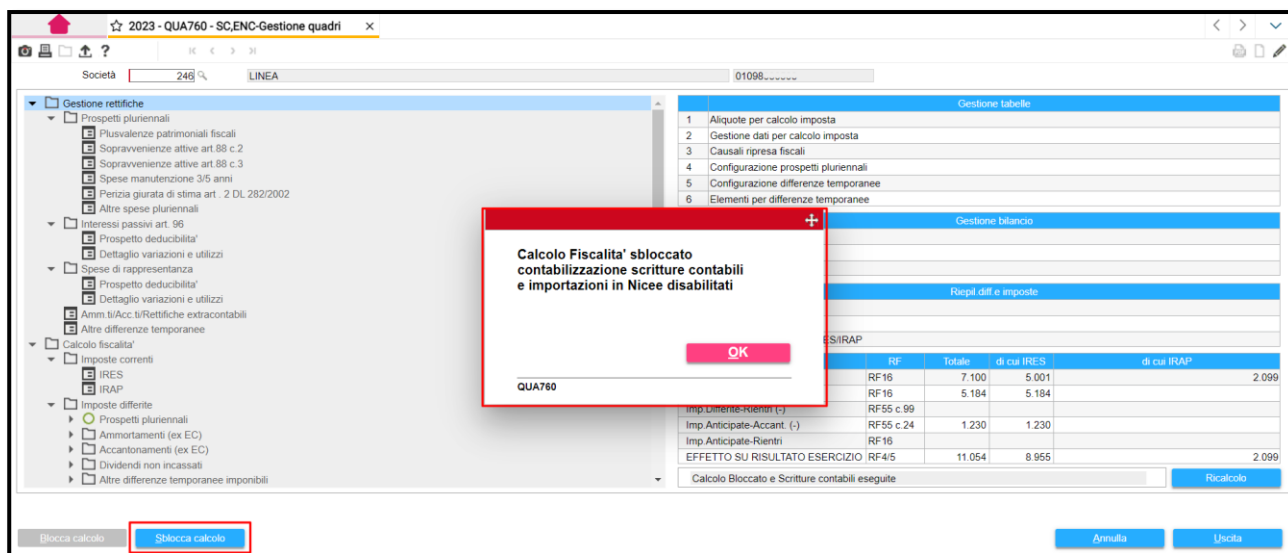 2023 - QUA760 - SC,ENC-Gestione quadri ×
?
Società 246 LINEA 01098
Gestione rettifiche
Prospetti pluriennali
Plusvalenze patrimoniali fiscali
Sopravvenienze attive art.88 c.2
Sopravvenienze attive art.88 c.3
Spese manutenzione 3/5 anni
Perizia giurata di stima art . 2 DL 282/2002
Altre spese pluriennali
Interessi passivi art. 96
Prospetto deducibilita'
Dettaglio variazioni e utilizzi
Spese di rappresentanza
Prospetto deducibilita'
Dettaglio variazioni e utilizzi
Amm.ti/Acc.ti/Rettifiche extracontabili
Altre differenze temporanee
Calcolo fiscalita'
Imposte correnti
IRES
IRAP
Imposte differite
Prospetti pluriennali
Ammortamenti (ex EC)
Accantonamenti (ex EC)
Dividendi non incassati
Altre differenze temporanee imponibili
Gestione tabelle
1 Aliquote per calcolo imposta
2 Gestione dati per calcolo imposta
3 Causali ripresa fiscali
4 Configurazione prospetti pluriennali
5 Configurazione differenze temporanee
6 Elementi per differenze temporanee
Gestione bilancio
Riepil.diff.e imposte
ES/IRAP
RF Totale di cui IRES di cui IRAP
RF16 7.100 5.001 2.099
RF16 5.184 5.184
Imp.Differite-Rientri (-) RF55 c.99
Imp.Anticipate-Accant. (-) RF55 c.24 1.230 1.230
Imp.Anticipate-Rientri RF16
EFFETTO SU RISULTATO ESERCIZIO RF4/5 11.054 8.955 2.099
Calcolo Bloccato e Scritture contabili eseguite Ricalcolo
Calcolo Fiscalita' sbloccato
contabilizzazione scritture contabili
e importazioni in Nicee disabilitati
OK
QUA760
Blocca calcolo Sblocca calcolo Annulla Uscita